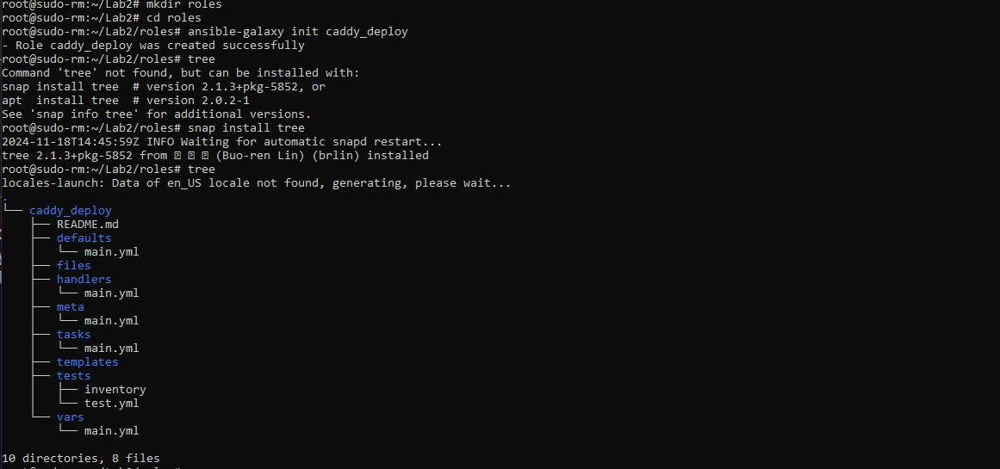 root@sudo-rm:~/Lab2# mkdir roles
root@sudo-rm:~/Lab2# cd roles
root@sudo-rm:~/Lab2/roles# ansible-galaxy init caddy_deploy
- Role caddy_deploy was created successfully
root@sudo-rm:~/Lab2/roles# tree
Command 'tree' not found, but can be installed with:
snap install tree  # version 2.1.3+pkg-5852, or
apt  install tree  # version 2.0.2-1
See 'snap info tree' for additional versions.
root@sudo-rm:~/Lab2/roles# snap install tree
2024-11-18T14:45:59Z INFO Waiting for automatic snapd restart...
tree 2.1.3+pkg-5852 from (Buo-ren Lin) (brlin) installed
root@sudo-rm:~/Lab2/roles# tree
locales-launch: Data of en_US locale not found, generating, please wait...
.
└── caddy_deploy
    ├── README.md
    ├── defaults
    │   └── main.yml
    ├── files
    ├── handlers
    │   └── main.yml
    ├── meta
    │   └── main.yml
    ├── tasks
    │   └── main.yml
    ├── templates
    ├── tests
    │   ├── inventory
    │   └── test.yml
    └── vars
        └── main.yml
10 directories, 8 files